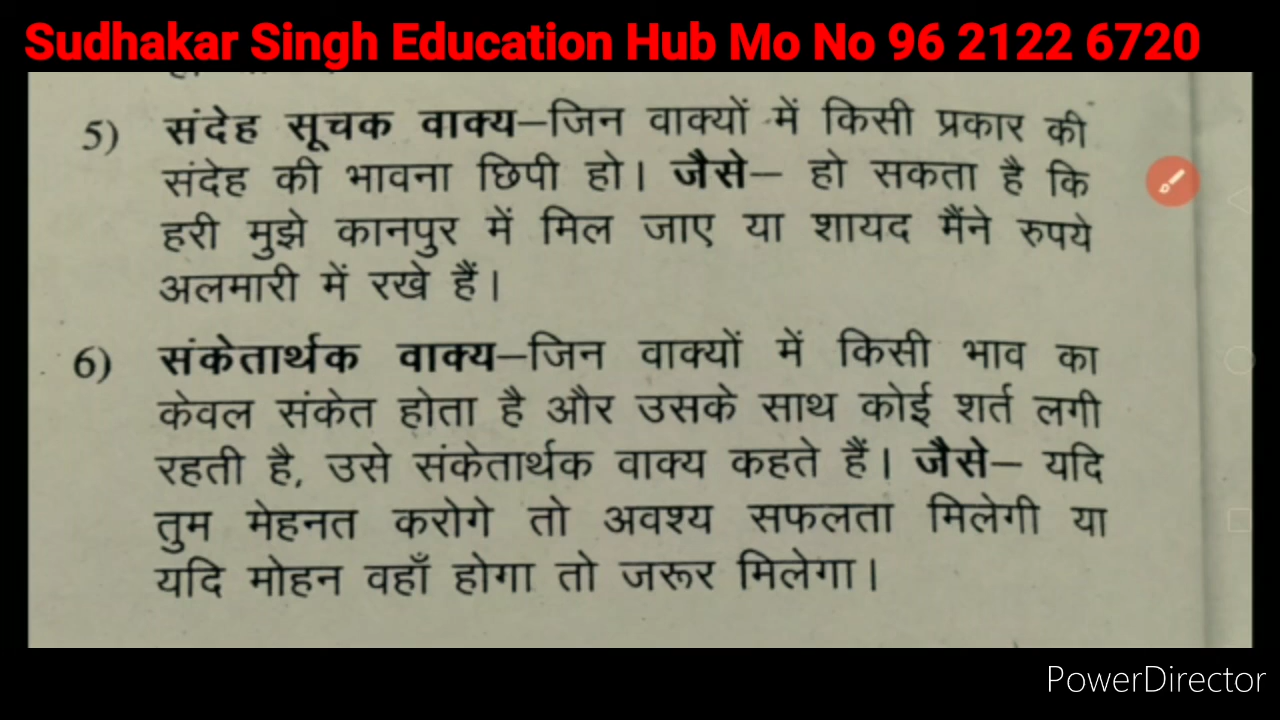 Sudhakar Singh Education Hub Mo No 96 2122 6720
5) संदेह सूचक वाक्य–जिन वाक्यों में किसी प्रकार की
संदेह की भावना छिपी हो। जैसे– हो सकता है कि
हरी मुझे कानपुर में मिल जाए या शायद मैंने रुपये
अलमारी में रखे हैं।
6) संकेतार्थक वाक्य–जिन वाक्यों में किसी भाव का
केवल संकेत होता है और उसके साथ कोई शर्त लगी
रहती है, उसे संकेतार्थक वाक्य कहते हैं। जैसे– यदि
तुम मेहनत करोगे तो अवश्य सफलता मिलेगी या
यदि मोहन वहाँ होगा तो जरूर मिलेगा।
PowerDirector